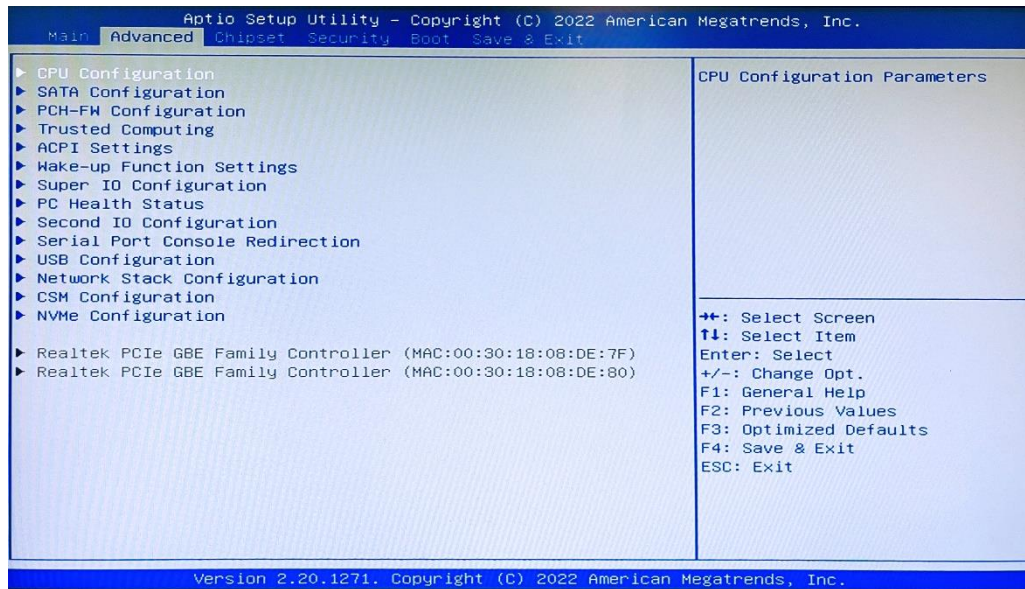 Aptio Setup Utility – Copyright (C) 2022 American Megatrends, Inc.
Main Advanced Chipset Security Boot Save & Exit
▶ CPU Configuration
▶ SATA Configuration
▶ PCH-FW Configuration
▶ Trusted Computing
▶ ACPI Settings
▶ Wake-up Function Settings
▶ Super IO Configuration
▶ PC Health Status
▶ Second IO Configuration
▶ Serial Port Console Redirection
▶ USB Configuration
▶ Network Stack Configuration
▶ CSM Configuration
▶ NVMe Configuration
▶ Realtek PCIe GBE Family Controller (MAC:00:30:18:08:DE:7F)
▶ Realtek PCIe GBE Family Controller (MAC:00:30:18:08:DE:80)
CPU Configuration Parameters
→←: Select Screen
↑↓: Select Item
Enter: Select
+/-: Change Opt.
F1: General Help
F2: Previous Values
F3: Optimized Defaults
F4: Save & Exit
ESC: Exit
Version 2.20.1271. Copyright (C) 2022 American Megatrends, Inc.